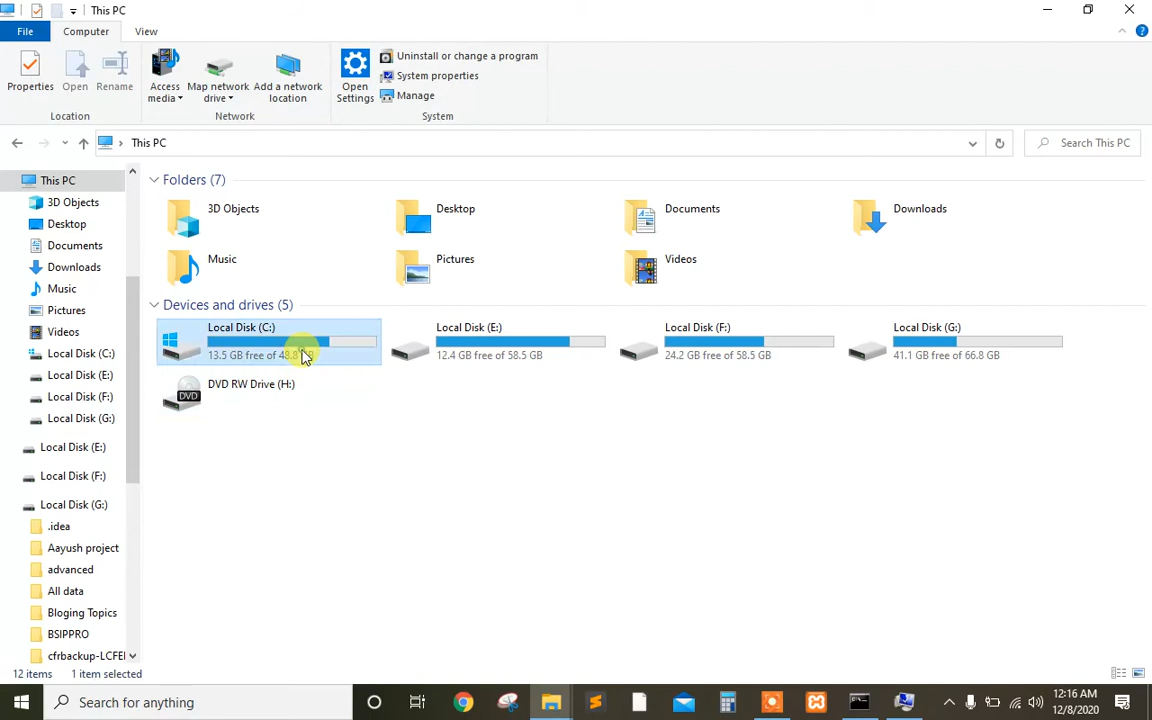 This PC
File Computer View
Properties Open Rename Access media Map network drive Add a network location Open Settings Uninstall or change a program
System properties
Manage
Location Network System
This PC Search This PC
This PC
3D Objects
Desktop
Documents
Downloads
Music
Pictures
Videos
Local Disk (C:)
Local Disk (E:)
Local Disk (F:)
Local Disk (G:)
Local Disk (E:)
Local Disk (F:)
Local Disk (G:)
.idea
Aayush project
advanced
All data
Bloging Topics
BSIPPRO
cfrbackup-LCFEI
Folders (7)
3D Objects Desktop Documents Downloads
Music Pictures Videos
Devices and drives (5)
Local Disk (C:) Local Disk (E:) Local Disk (F:) Local Disk (G:)
13.5 GB free of 12.4 GB free of 58.5 GB 24.2 GB free of 58.5 GB 41.1 GB free of 66.8 GB
DVD DVD RW Drive (H:)
12 items 1 item selected
Search for anything
12:16 AM
12/8/2020